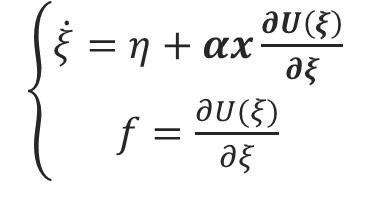 ξ̇ = η + αx ∂U(ξ)/∂ξ
f = ∂U(ξ)/∂ξ